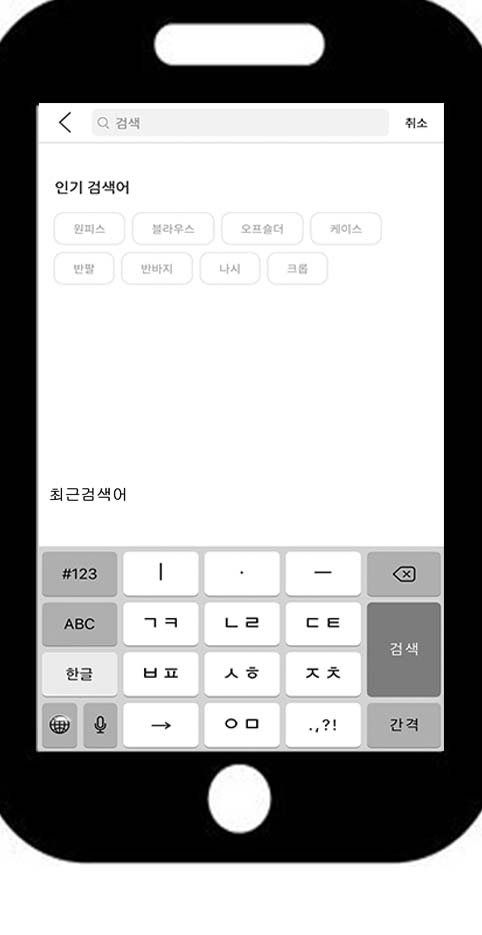 검색 취소
인기 검색어
원피스 블라우스 오프숄더 케이스
반팔 반바지 나시 크롭
최근검색어
#123 ㅣ · ㅡ
ABC ㄱㅋ ㄴㄹ ㄷㅌ 검색
한글 ㅂㅍ ㅅㅎ ㅈㅊ
→ ㅇㅁ .,?! 간격